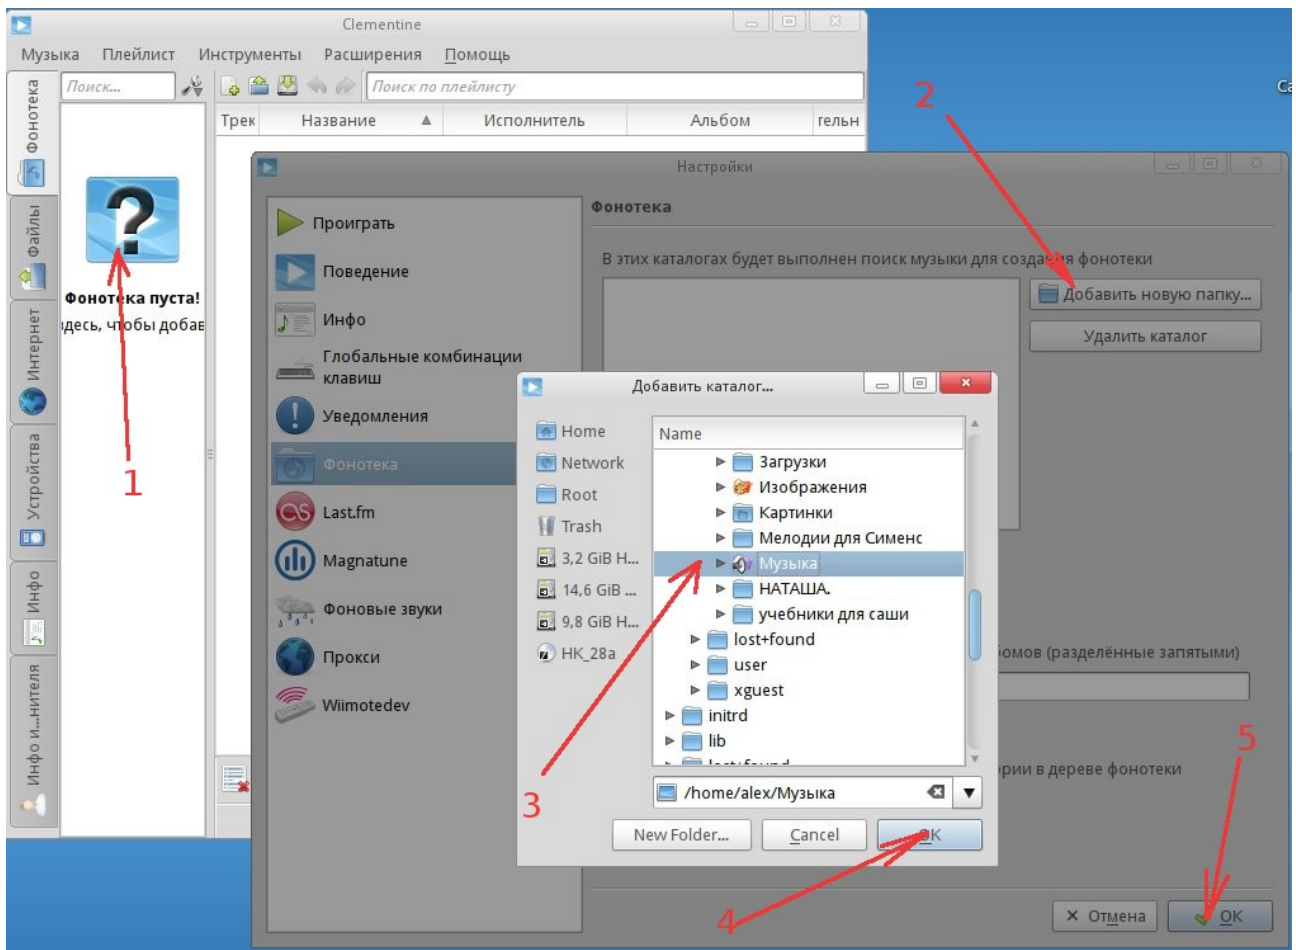 Clementine
Музыка Плейлист Инструменты Расширения Помощь
Поиск...
Поиск по плейлисту
Трек Название Исполнитель Альбом тельн
Фонотека
Файлы
Интернет
Устройства
Инфо
Инфо и...нителя
Фонотека пуста!
здесь, чтобы добав
1
2
Настройки
Проиграть
Поведение
Инфо
Глобальные комбинации
клавиш
Уведомления
Фонотека
Last.fm
Magnatune
Фоновые звуки
Прокси
Wiimotedev
Фонотека
В этих каталогах будет выполнен поиск музыки для создания фонотеки
Добавить новую папку...
Удалить каталог
Добавить каталог...
Home
Network
Root
Trash
3,2 GiB H...
14,6 GiB ...
9,8 GiB H...
HK_28a
Name
Загрузки
Изображения
Картинки
Мелодии для Сименс
Музыка
НАТАША.
учебники для саши
lost+found
user
xguest
initrd
lib
lost+found
/home/alex/Музыка
New Folder...
Cancel
OK
3
4
5
бомов (разделённые запятыми)
рии в дереве фонотеки
Отмена
OK